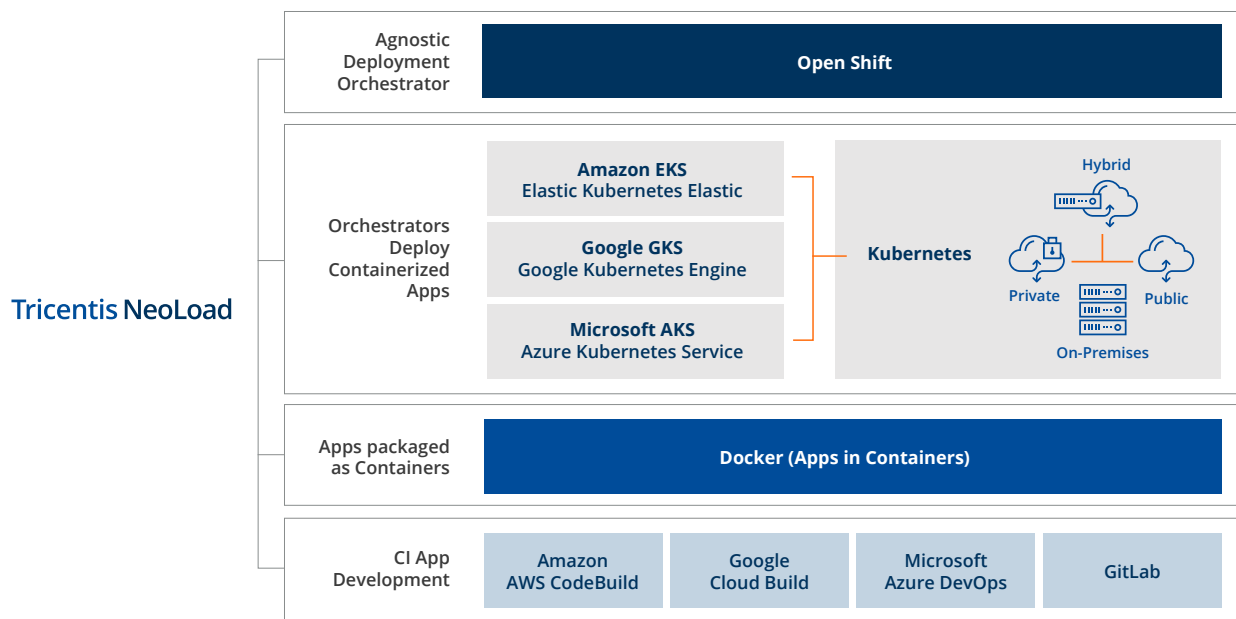 Tricentis NeoLoad
Agnostic
Deployment
Orchestrator
Open Shift
Orchestrators
Deploy
Containerized
Apps
Amazon EKS
Elastic Kubernetes Elastic
Google GKS
Google Kubernetes Engine
Microsoft AKS
Azure Kubernetes Service
Kubernetes
Hybrid
Private
Public
On-Premises
Apps packaged
as Containers
Docker (Apps in Containers)
CI App
Development
Amazon
AWS CodeBuild
Google
Cloud Build
Microsoft
Azure DevOps
GitLab